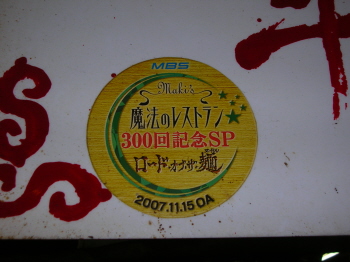 MBS
Maki's
魔法のレストラン
300回記念SP
ロード・オブ・ザ・麺
2007.11.15 OA